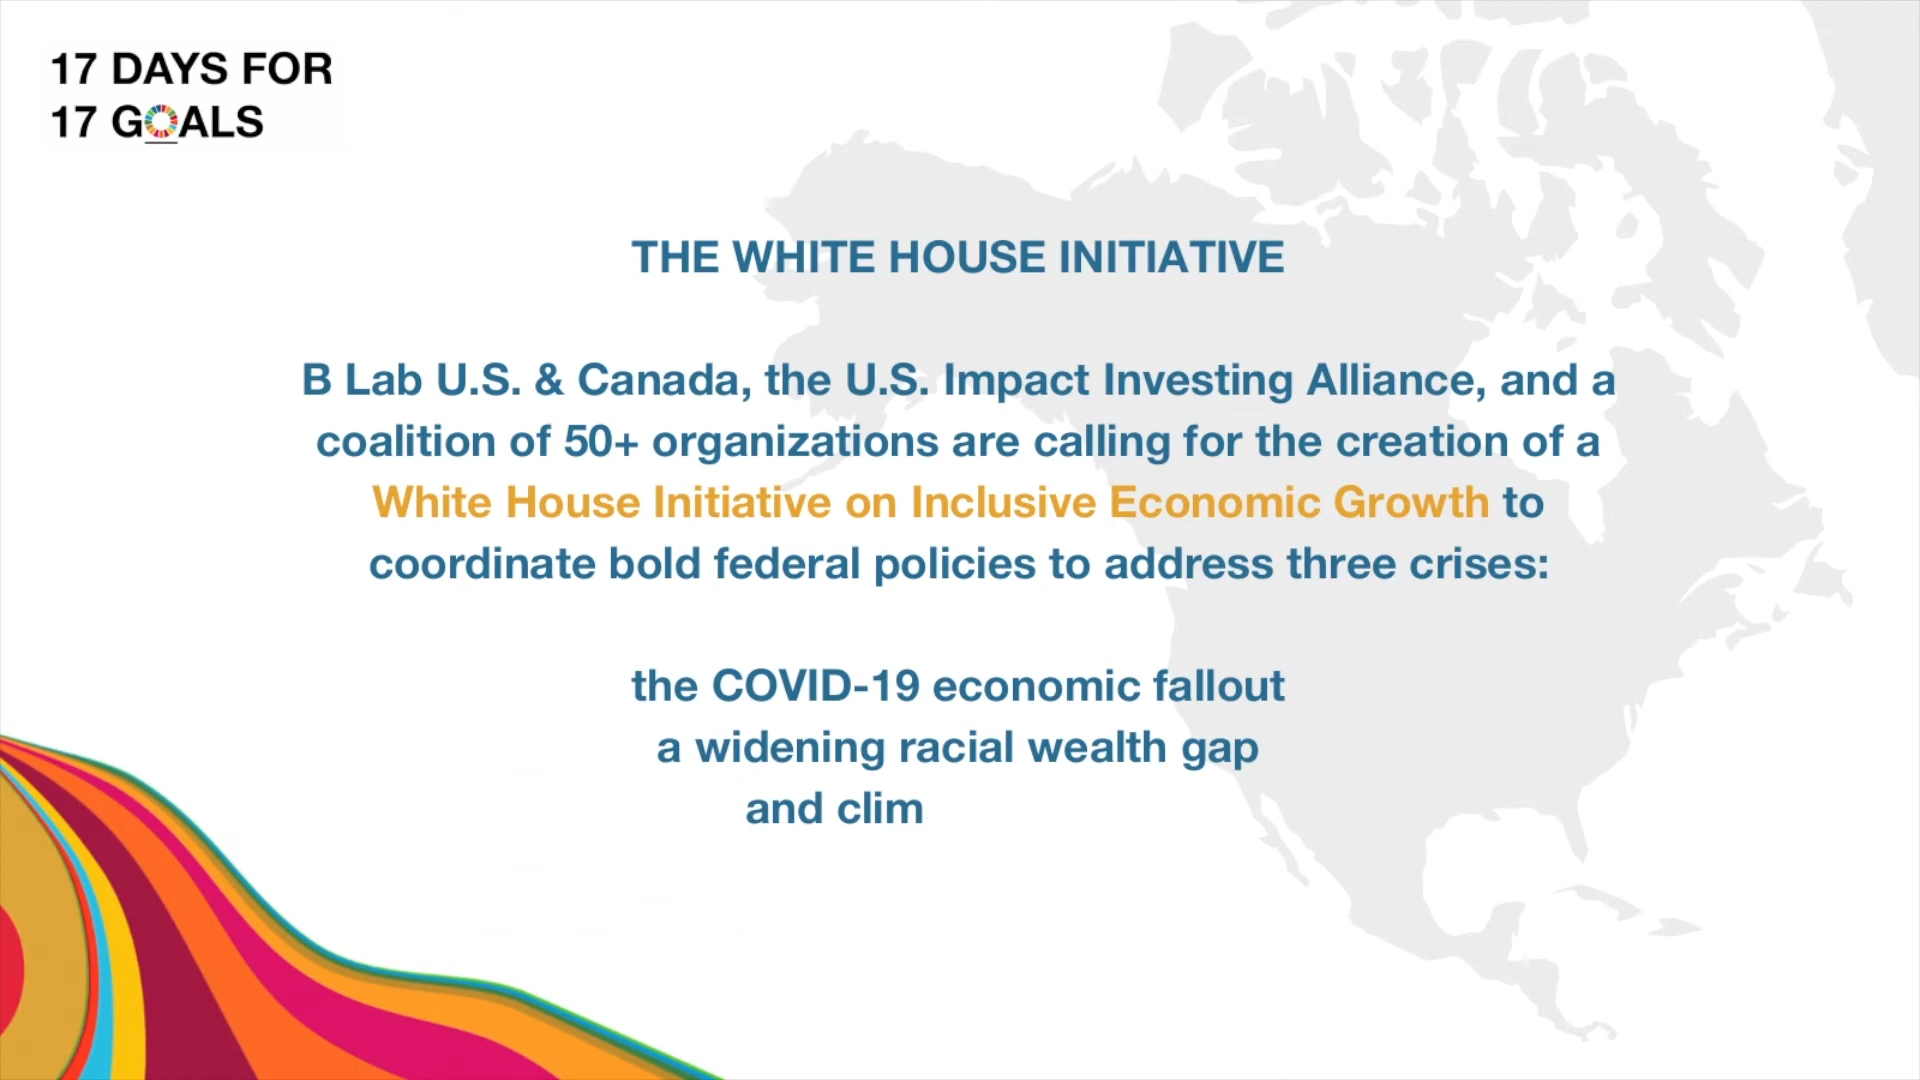 17 DAYS FOR
17 GOALS
THE WHITE HOUSE INITIATIVE
B Lab U.S. & Canada, the U.S. Impact Investing Alliance, and a
coalition of 50+ organizations are calling for the creation of a
White House Initiative on Inclusive Economic Growth to
coordinate bold federal policies to address three crises:
the COVID-19 economic fallout
a widening racial wealth gap
and clim